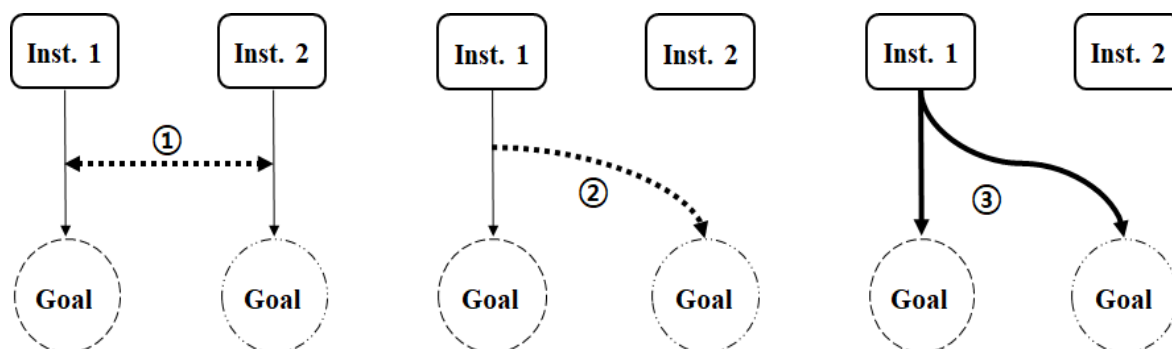 Inst. 1 Inst. 2 Inst. 1 Inst. 2 Inst. 1 Inst. 2
① ② ③
Goal Goal Goal Goal Goal Goal